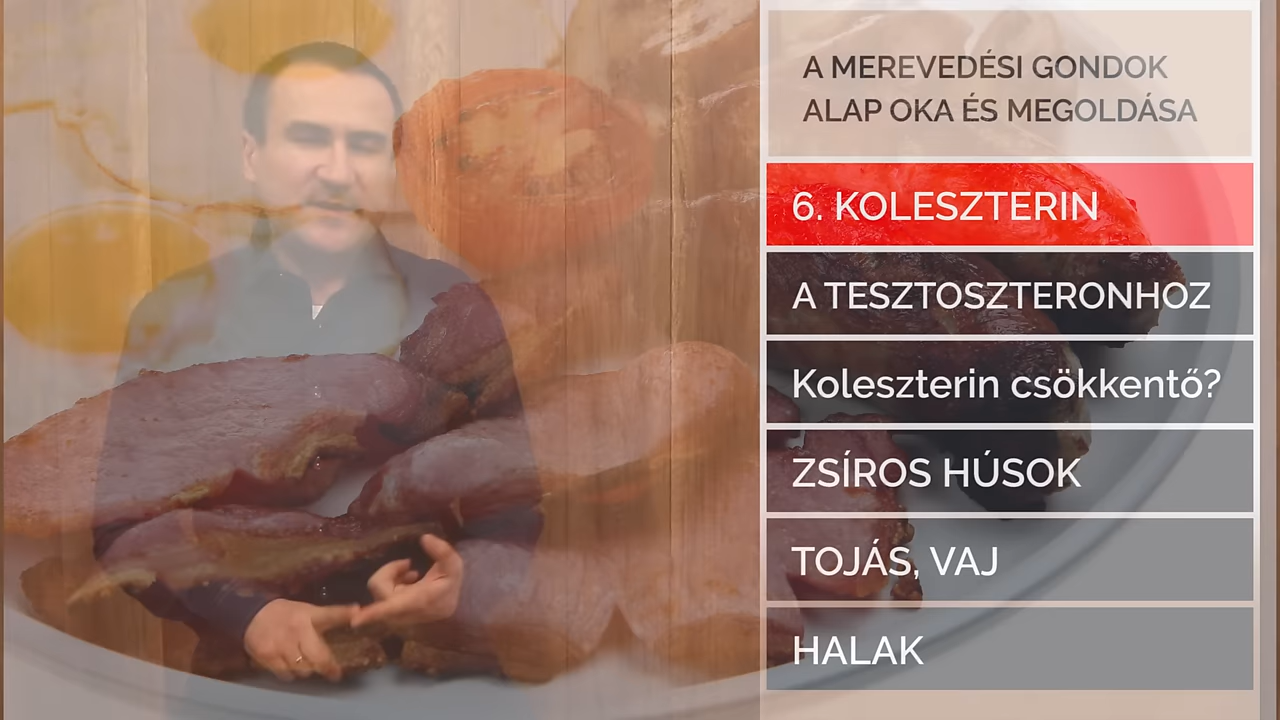 A MEREVEDÉSI GONDOK
ALAP OKA ÉS MEGOLDÁSA
6. KOLESZTERIN
A TESZTOSZTERONHOZ
Koleszterin csökkentő?
ZSÍROS HÚSOK
TOJÁS, VAJ
HALAK